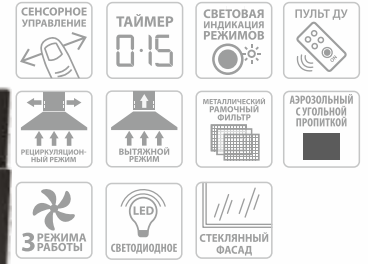 СЕНСОРНОЕ
УПРАВЛЕНИЕ
ТАЙМЕР
0:15
СВЕТОВАЯ
ИНДИКАЦИЯ
РЕЖИМОВ
ПУЛЬТ ДУ
РЕЦИРКУЛЯЦИОН-
НЫЙ РЕЖИМ
ВЫТЯЖНОЙ
РЕЖИМ
МЕТАЛЛИЧЕСКИЙ
РАМОЧНЫЙ
ФИЛЬТР
АЭРОЗОЛЬНЫЙ
С УГОЛЬНОЙ
ПРОПИТКОЙ
3 РЕЖИМА
РАБОТЫ
LED
СВЕТОДИОДНОЕ
СТЕКЛЯННЫЙ
ФАСАД